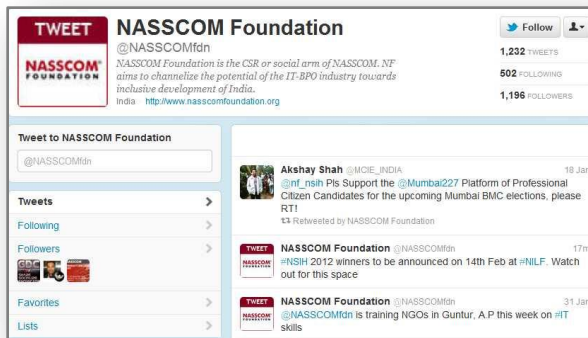 TWEET
NASSCOM®
FOUNDATION
NASSCOM Foundation
@NASSCOMfdn
NASSCOM Foundation is the CSR or social arm of NASSCOM. NF
aims to channelize the potential of the IT-BPO industry towards
inclusive development of India.
India http://www.nasscomfoundation.org
Follow
1,232 TWEETS
502 FOLLOWING
1,196 FOLLOWERS
Tweet to NASSCOM Foundation
@NASSCOMfdn
Tweets
Following
Followers
Favorites
Lists
Akshay Shah @MCIE_INDIA 18 Jan
@nf_nsih Pls Support the @Mumbai227 Platform of Professional
Citizen Candidates for the upcoming Mumbai BMC elections, please
RT!
Retweeted by NASSCOM Foundation
TWEET
NASSCOM
NASSCOM Foundation @NASSCOMfdn 17m
#NSIH 2012 winners to be announced on 14th Feb at #NILF. Watch
out for this space
TWEET
NASSCOM
NASSCOM Foundation @NASSCOMfdn 31 Jan
@NASSCOMfdn is training NGOs in Guntur, A.P this week on #IT
skills